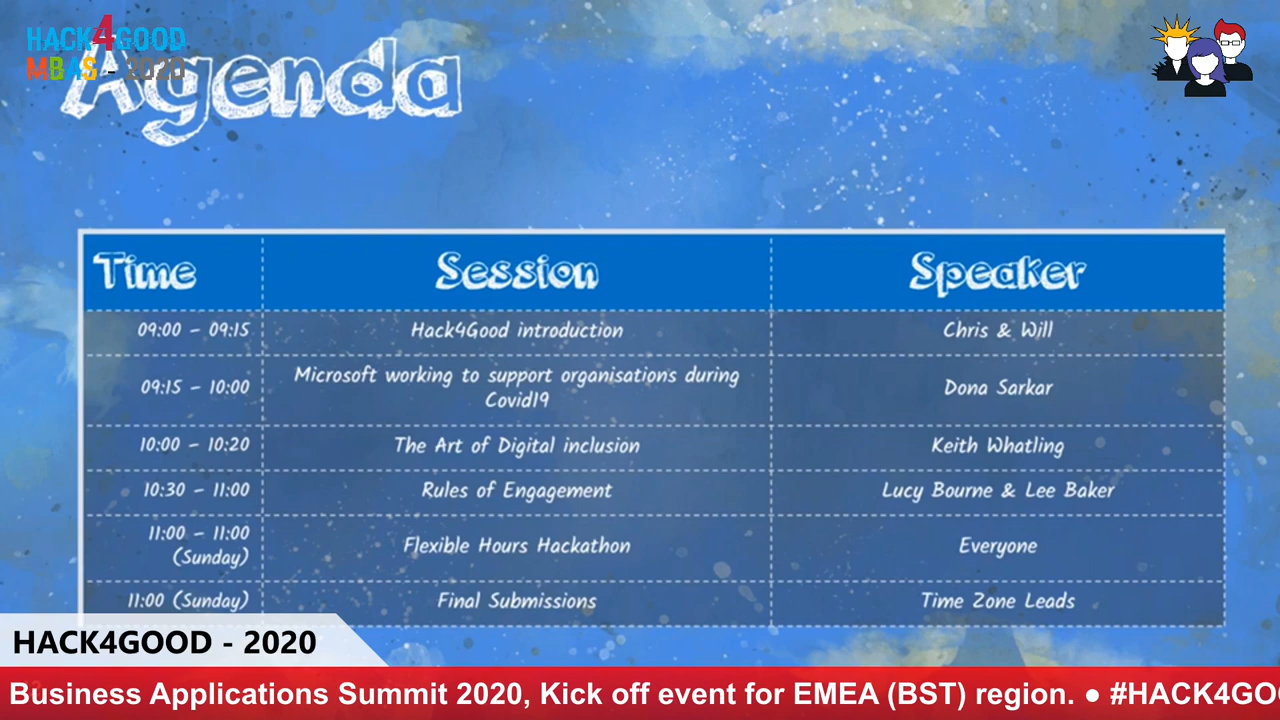 HACK4GOOD
MBAS - 2020
Agenda
Time Session Speaker
09:00 - 09:15 Hack4Good introduction Chris & Will
09:15 - 10:00 Microsoft working to support organisations during
Covid19 Dona Sarkar
10:00 - 10:20 The Art of Digital inclusion Keith Whatling
10:30 - 11:00 Rules of Engagement Lucy Bourne & Lee Baker
11:00 - 11:00
(Sunday) Flexible Hours Hackathon Everyone
11:00 (Sunday) Final Submissions Time Zone Leads
HACK4GOOD - 2020
Business Applications Summit 2020, Kick off event for EMEA (BST) region. ● #HACK4GO